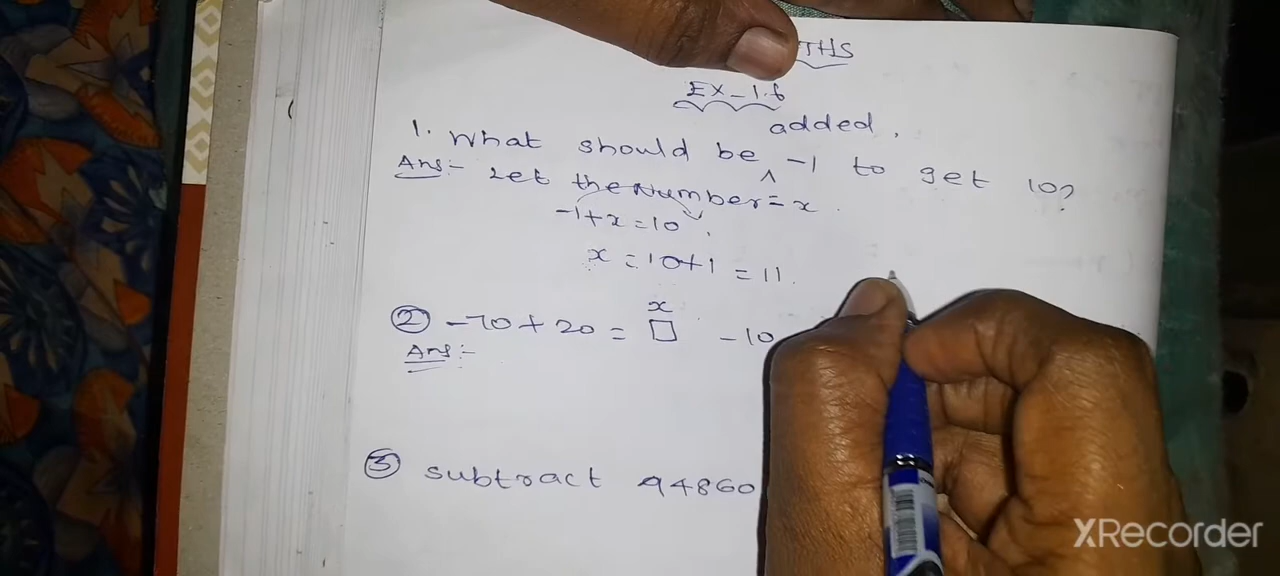 THS
EX-1.6
added.
1. What should be ^ -1 to get 10?
Ans:- Let the Number = x.
-1+x=10.
x = 10+1 = 11.
x
② -70+20 = □ -10
Ans:-
③ subtract 94860
XRecorder